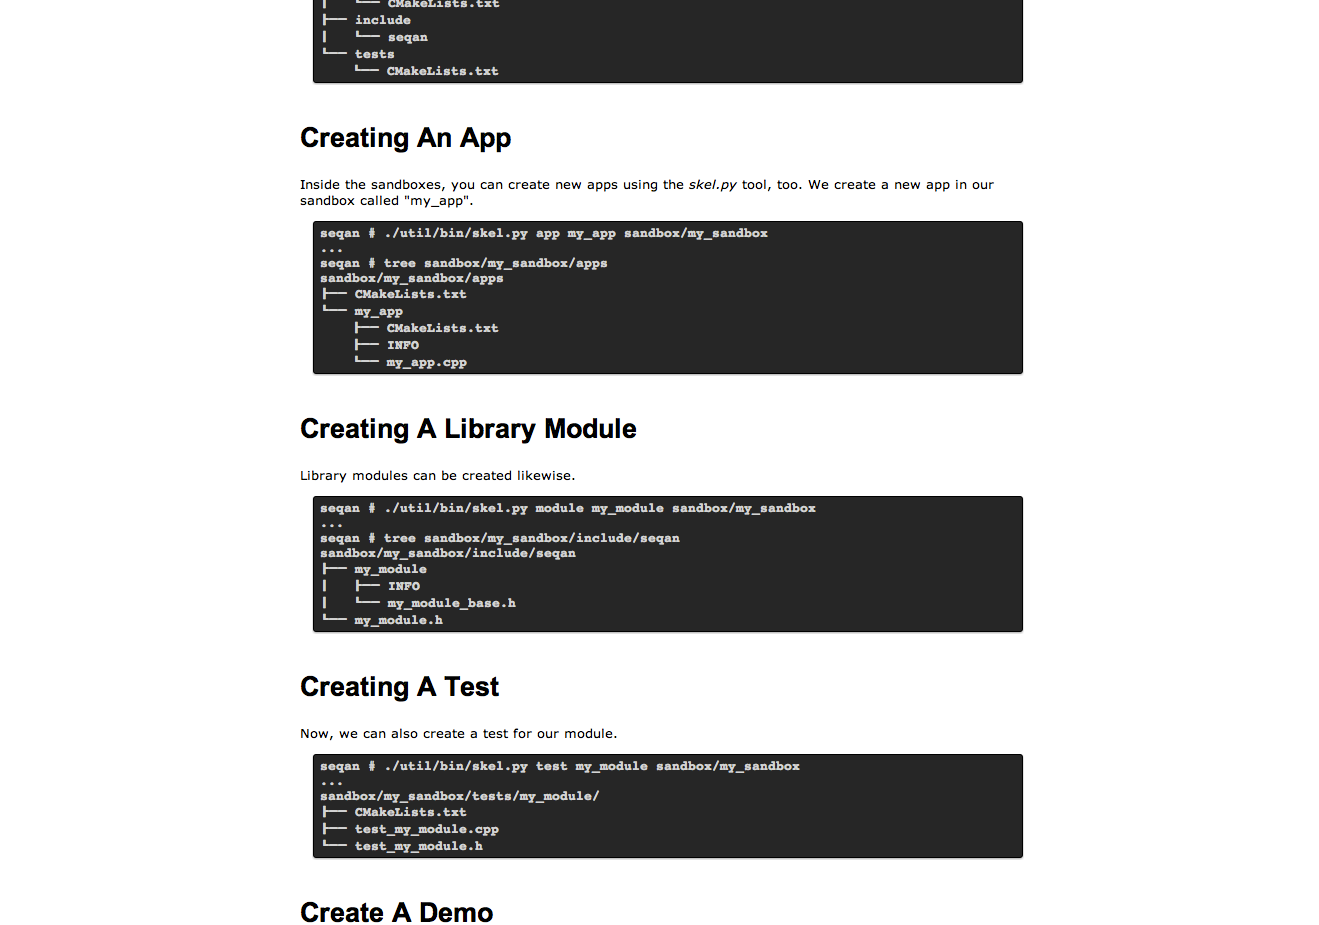 │   └── CMakeLists.txt
├── include
│   └── seqan
└── tests
    └── CMakeLists.txt
Creating An App
Inside the sandboxes, you can create new apps using the skel.py tool, too. We create a new app in our
sandbox called "my_app".
seqan # ./util/bin/skel.py app my_app sandbox/my_sandbox
...
seqan # tree sandbox/my_sandbox/apps
sandbox/my_sandbox/apps
├── CMakeLists.txt
└── my_app
    ├── CMakeLists.txt
    ├── INFO
    └── my_app.cpp
Creating A Library Module
Library modules can be created likewise.
seqan # ./util/bin/skel.py module my_module sandbox/my_sandbox
...
seqan # tree sandbox/my_sandbox/include/seqan
sandbox/my_sandbox/include/seqan
├── my_module
│   ├── INFO
│   └── my_module_base.h
└── my_module.h
Creating A Test
Now, we can also create a test for our module.
seqan # ./util/bin/skel.py test my_module sandbox/my_sandbox
...
sandbox/my_sandbox/tests/my_module/
├── CMakeLists.txt
├── test_my_module.cpp
└── test_my_module.h
Create A Demo